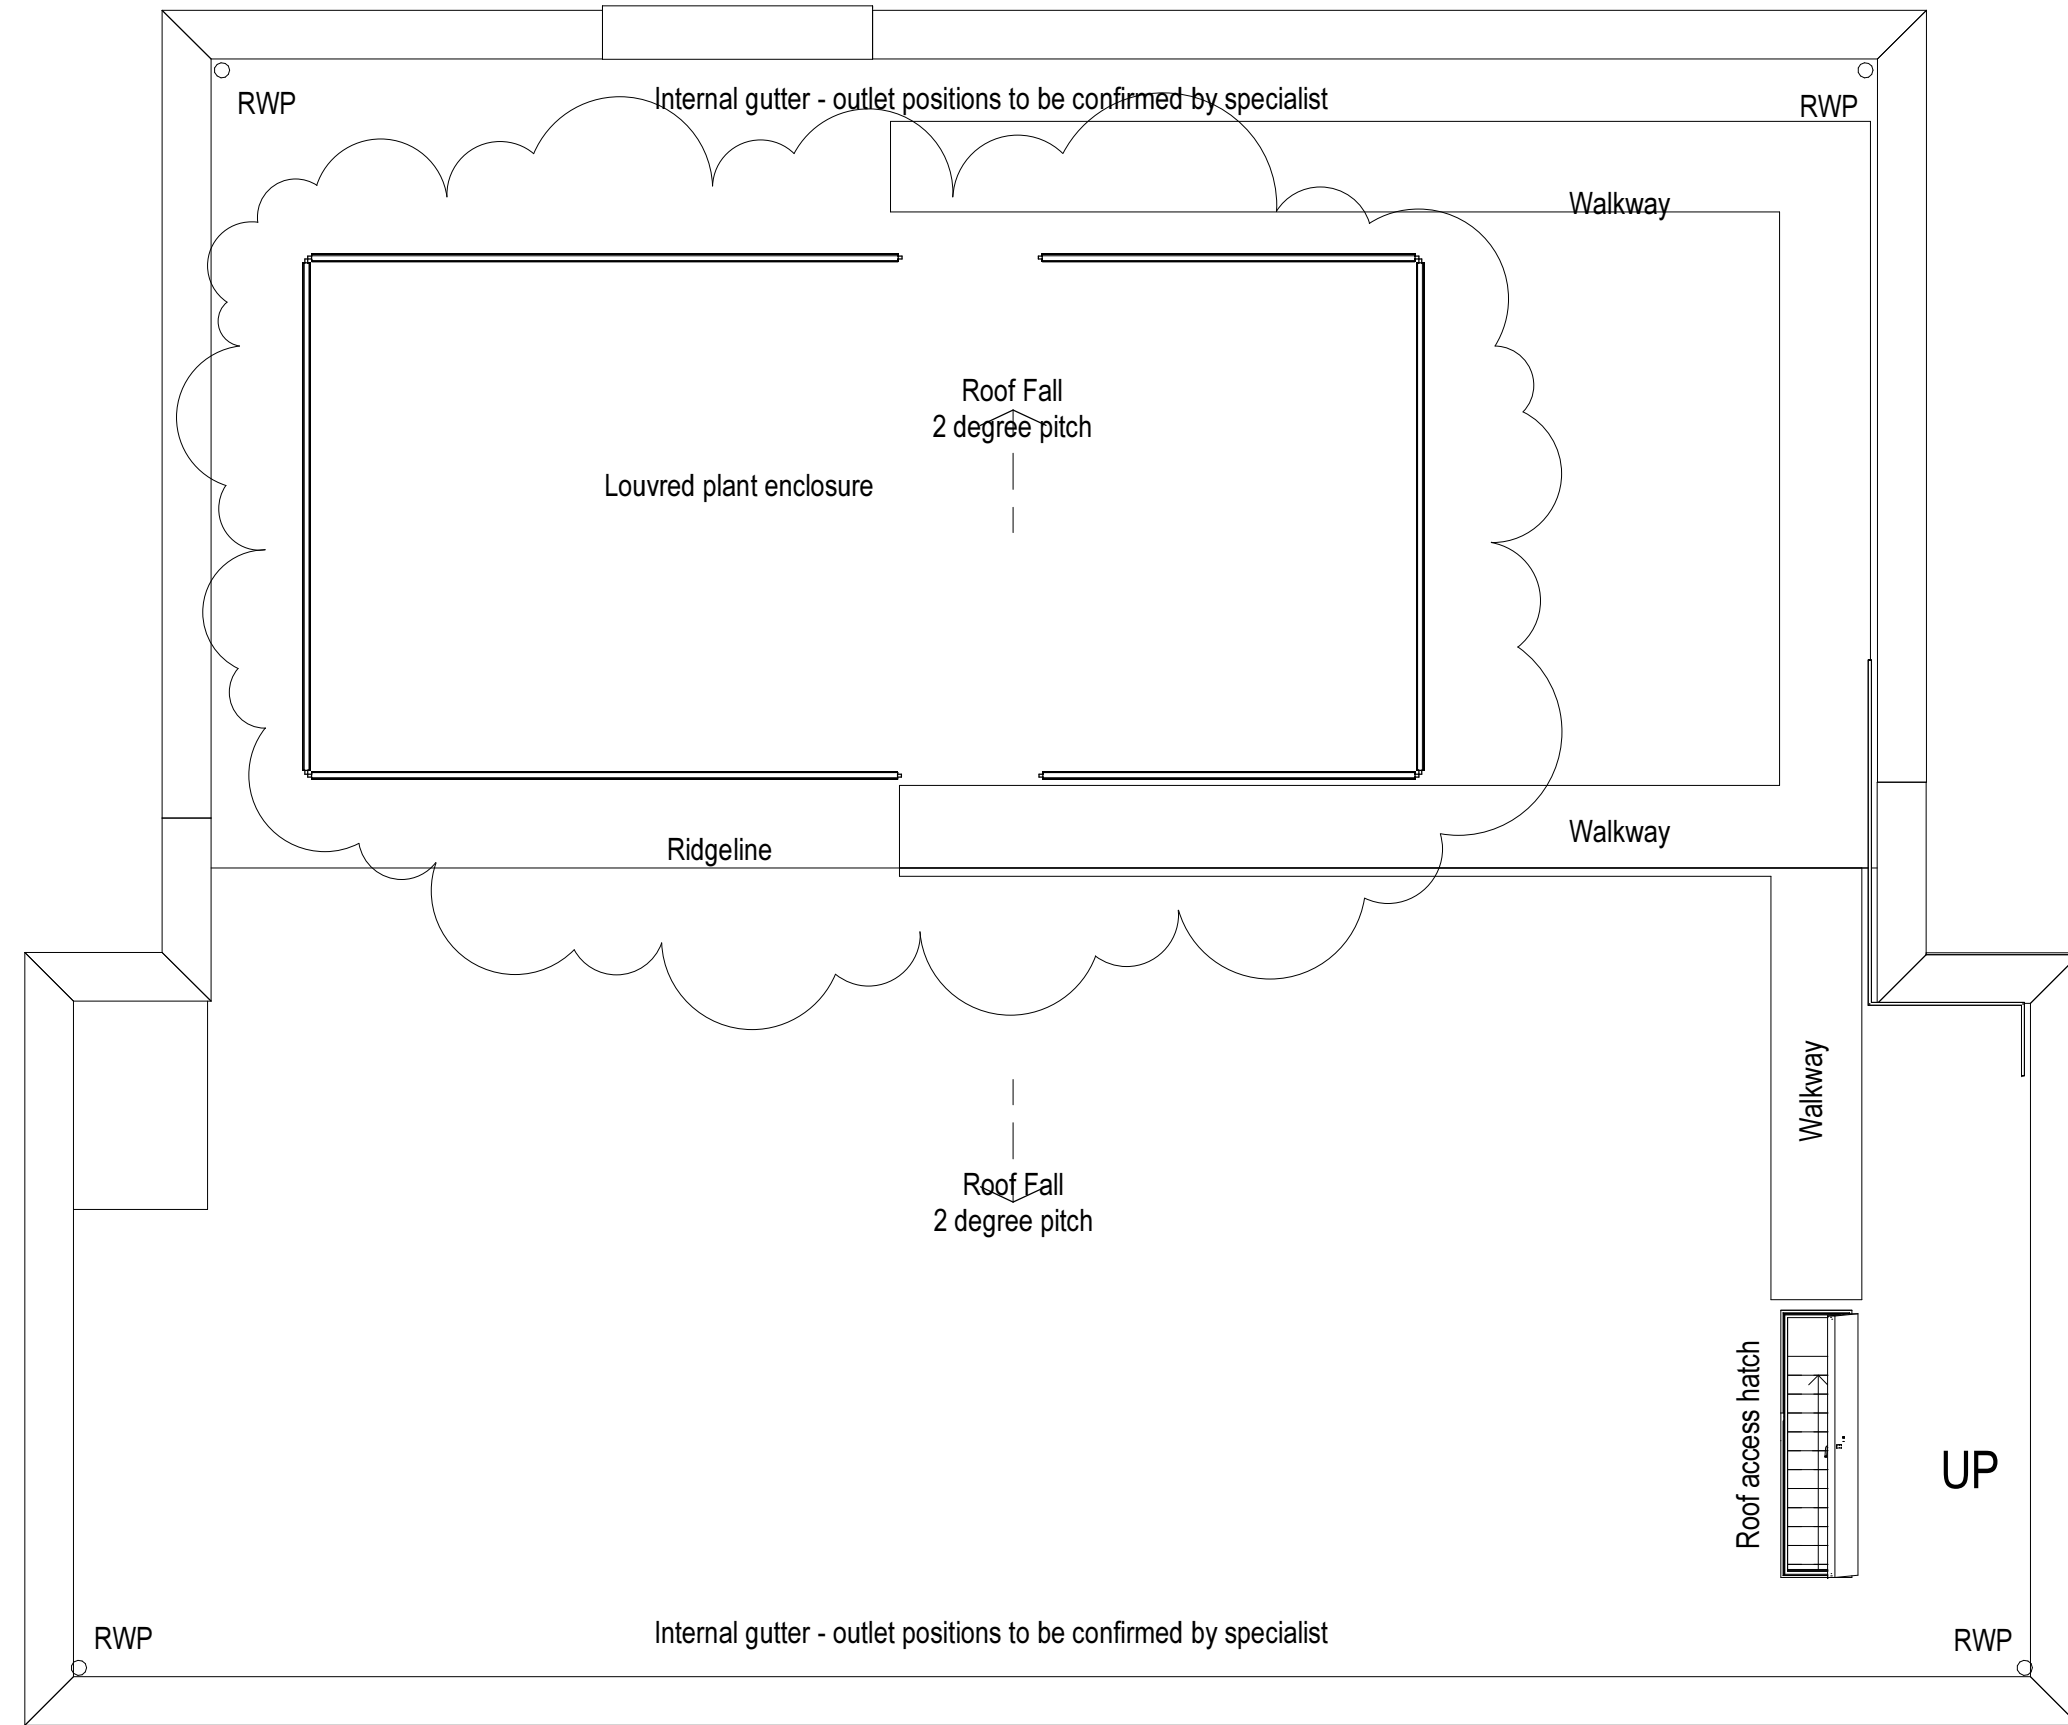 Internal gutter - outlet positions to be confirmed by specialist
RWP
RWP
Walkway
Roof Fall
2 degree pitch
Louvred plant enclosure
Walkway
Ridgeline
Walkway
Roof Fall
2 degree pitch
Roof access hatch
UP
Internal gutter - outlet positions to be confirmed by specialist
RWP
RWP